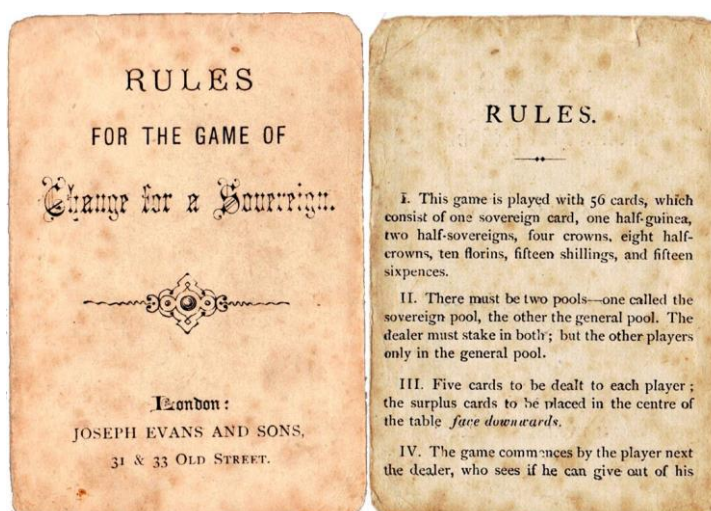 RULES
FOR THE GAME OF
Change for a Sovereign.
London:
JOSEPH EVANS AND SONS,
31 & 33 OLD STREET.
RULES.
I. This game is played with 56 cards, which
consist of one sovereign card, one half-guinea,
two half-sovereigns, four crowns, eight half-
crowns, ten florins, fifteen shillings, and fifteen
sixpences.
II. There must be two pools—one called the
sovereign pool, the other the general pool. The
dealer must stake in both; but the other players
only in the general pool.
III. Five cards to be dealt to each player;
the surplus cards to be placed in the centre of
the table face downwards.
IV. The game commences by the player next
the dealer, who sees if he can give out of his